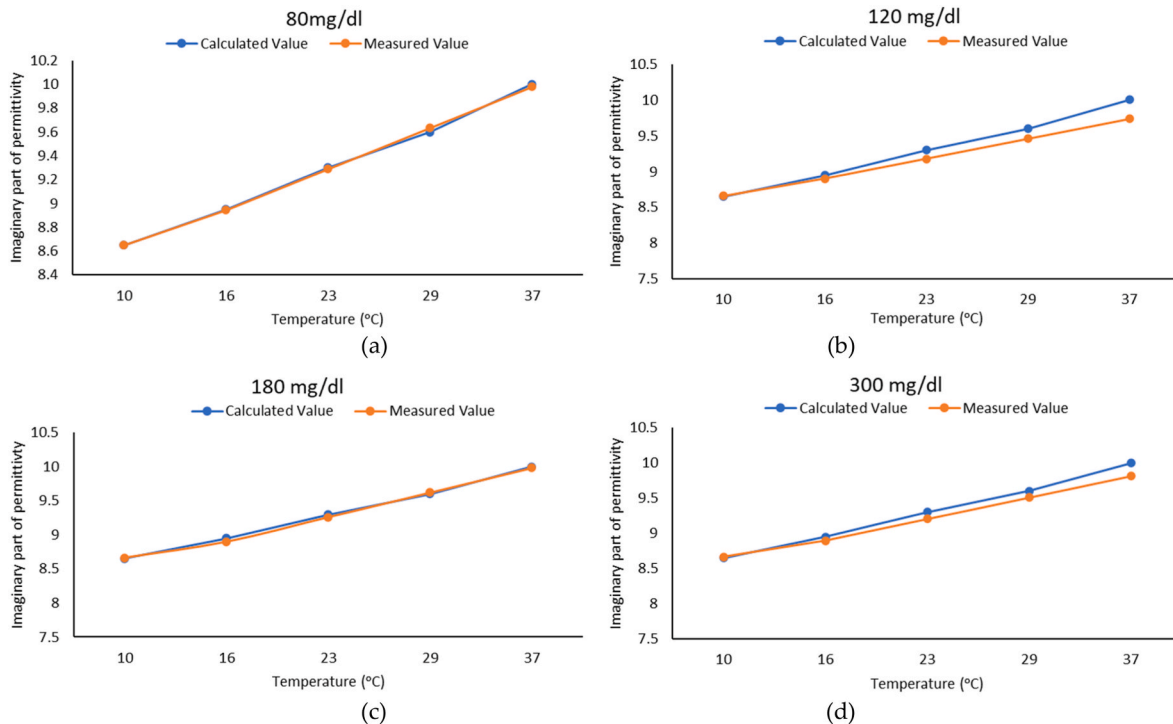 80mg/dl
Calculated Value Measured Value
Imaginary part of permittivity
10.2
10
9.8
9.6
9.4
9.2
9
8.8
8.6
8.4
10 16 23 29 37
Temperature (°C)
(a)
120 mg/dl
Calculated Value Measured Value
Imaginary part of permittivity
10.5
10
9.5
9
8.5
8
7.5
10 16 23 29 37
Temperature (°C)
(b)
180 mg/dl
Calculated Value Measured Value
Imaginary part of permittivty
10.5
10
9.5
9
8.5
8
7.5
10 16 23 29 37
Temperature (°C)
(c)
300 mg/dl
Calculated Value Measured Value
Imaginary part of permittivity
10.5
10
9.5
9
8.5
8
7.5
10 16 23 29 37
Temperature (°C)
(d)